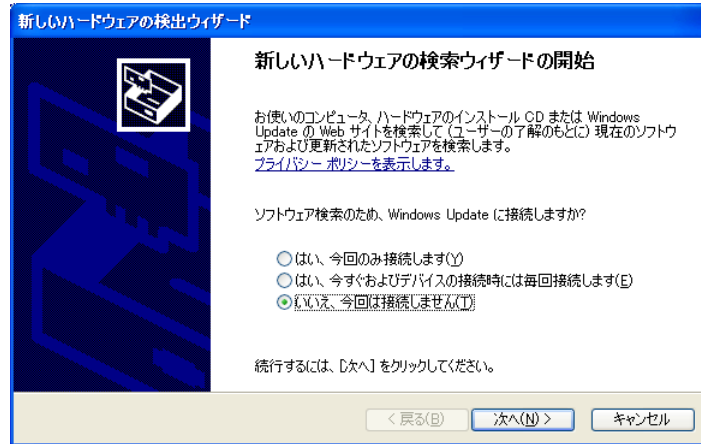 新しいハードウェアの検出ウィザード
新しいハードウェアの検索ウィザードの開始
お使いのコンピュータ、ハードウェアのインストール CD または Windows
Update の Web サイトを検索して (ユーザーの了解のもとに) 現在のソフトウ
ェアおよび更新されたソフトウェアを検索します。
プライバシー ポリシーを表示します。
ソフトウェア検索のため、Windows Update に接続しますか?
はい、今回のみ接続します(Y)
はい、今すぐおよびデバイスの接続時には毎回接続します(E)
いいえ、今回は接続しません(T)
続行するには、[次へ] をクリックしてください。
< 戻る(B) 次へ(N) > キャンセル